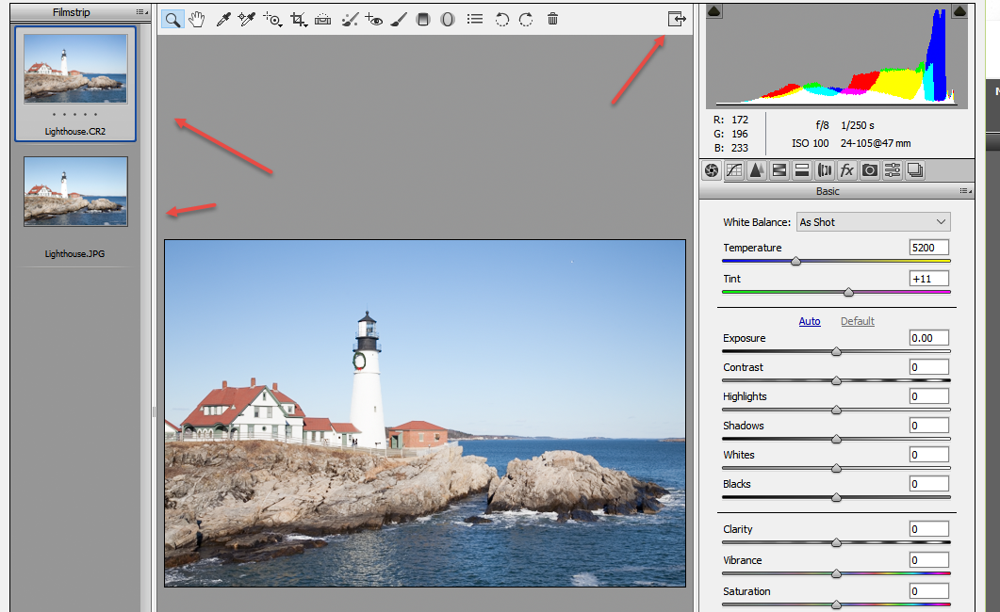 Filmstrip
Lighthouse.CR2
Lighthouse.JPG
R: 172
G: 196
B: 233
f/8 1/250 s
ISO 100 24-105@47 mm
fx
Basic
White Balance: As Shot
Temperature 5200
Tint +11
Auto Default
Exposure 0.00
Contrast 0
Highlights 0
Shadows 0
Whites 0
Blacks 0
Clarity 0
Vibrance 0
Saturation 0